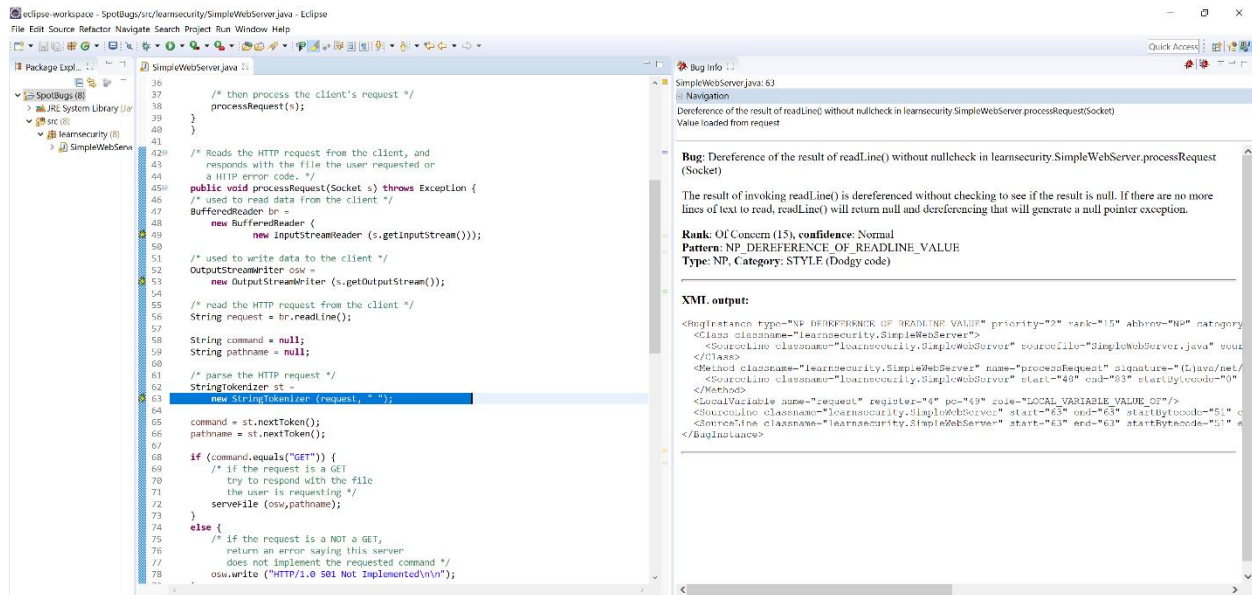 eclipse-workspace - SpotBugs/src/learnsecurity/SimpleWebServer.java - Eclipse
File Edit Source Refactor Navigate Search Project Run Window Help
Quick Access
Package Expl...
SpotBugs (8)
JRE System Library [Jar
src (8)
learnsecurity (8)
SimpleWebServe
SimpleWebServer.java
36
37 /* then process the client's request */
38 processRequest(s);
39 }
40 }
41
42 /* Reads the HTTP request from the client, and
43 responds with the file the user requested or
44 a HTTP error code. */
45 public void processRequest(Socket s) throws Exception {
46 /* used to read data from the client */
47 BufferedReader br =
48 new BufferedReader (
49 new InputStreamReader (s.getInputStream()));
50
51 /* used to write data to the client */
52 OutputStreamWriter osw =
53 new OutputStreamWriter (s.getOutputStream());
54
55 /* read the HTTP request from the client */
56 String request = br.readLine();
57
58 String command = null;
59 String pathname = null;
60
61 /* parse the HTTP request */
62 StringTokenizer st =
63 new StringTokenizer (request, " ");
64
65 command = st.nextToken();
66 pathname = st.nextToken();
67
68 if (command.equals("GET")) {
69 /* if the request is a GET
70 try to respond with the file
71 the user is requesting */
72 serveFile (osw,pathname);
73 }
74 else {
75 /* if the request is a NOT a GET,
76 return an error saying this server
77 does not implement the requested command */
78 osw.write ("HTTP/1.0 501 Not Implemented\n\n");
Bug Info
SimpleWebServer.java: 63
Navigation
Dereference of the result of readLine() without nullcheck in learnsecurity.SimpleWebServer.processRequest(Socket)
Value loaded from request
Bug: Dereference of the result of readLine() without nullcheck in learnsecurity.SimpleWebServer.processRequest
(Socket)
The result of invoking readLine() is dereferenced without checking to see if the result is null. If there are no more
lines of text to read, readLine() will return null and dereferencing that will generate a null pointer exception.
Rank: Of Concern (15), confidence: Normal
Pattern: NP_DEREFERENCE_OF_READLINE_VALUE
Type: NP, Category: STYLE (Dodgy code)
XML output:
<BugInstance type="NP_DEREFERENCE_OF_READLINE_VALUE" priority="2" rank="15" abbrev="NP" category
<Class classname="learnsecurity.SimpleWebServer">
<SourceLine classname="learnsecurity.SimpleWebServer" sourcefile="SimpleWebServer.java" sour
</Class>
<Method classname="learnsecurity.SimpleWebServer" name="processRequest" signature="(Ljava/net/
<SourceLine classname="learnsecurity.SimpleWebServer" start="48" end="83" startBytecode="0"
</Method>
<LocalVariable name="request" register="4" pc="49" role="LOCAL_VARIABLE_VALUE_OF"/>
<SourceLine classname="learnsecurity.SimpleWebServer" start="63" end="63" startBytecode="51" e
<SourceLine classname="learnsecurity.SimpleWebServer" start="63" end="63" startBytecode="51" e
</BugInstance>